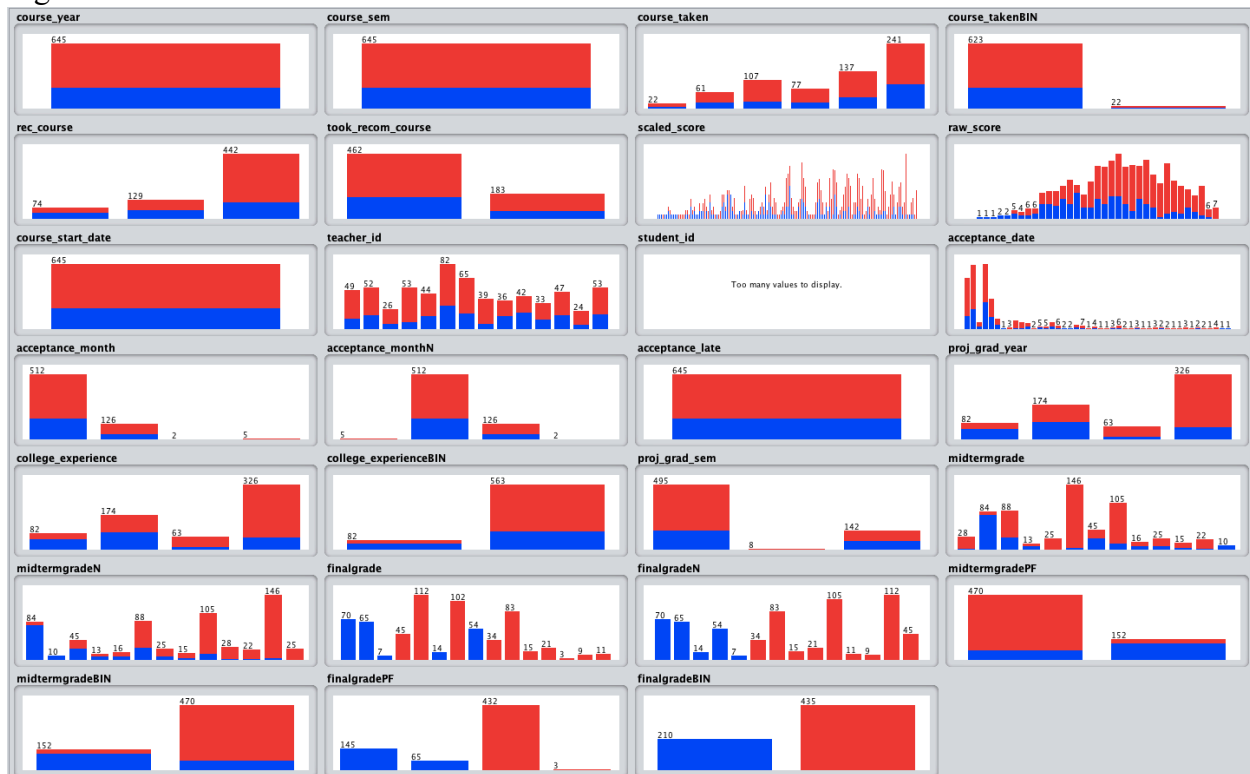 course_year
645
course_sem
645
course_taken
22 61 107 77 137 241
course_takenBIN
623 22
rec_course
74 129 442
took_recom_course
462 183
scaled_score
raw_score
1 1 1 2 2 5 4 6 6 6 7
course_start_date
645
teacher_id
49 52 26 53 44 82 65 39 36 42 33 47 24 53
student_id
Too many values to display.
acceptance_date
acceptance_month
512 126 2 5
acceptance_monthN
5 512 126 2
acceptance_late
645
proj_grad_year
82 174 63 326
college_experience
82 174 63 326
college_experienceBIN
82 563
proj_grad_sem
495 8 142
midtermgrade
28 84 88 13 25 146 45 105 16 25 15 22 10
midtermgradeN
84 10 45 13 16 88 25 15 105 28 22 146 25
finalgrade
70 65 7 45 112 14 102 54 34 83 15 21 3 9 11
finalgradeN
70 65 14 54 7 34 83 15 21 105 11 9 112 45
midtermgradePF
470 152
midtermgradeBIN
152 470
finalgradePF
145 65 432 3
finalgradeBIN
210 435